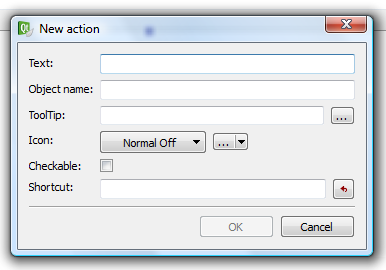 New action
Text:
Object name:
ToolTip:
...
Icon:
Normal Off
...
Checkable:
Shortcut:
OK
Cancel